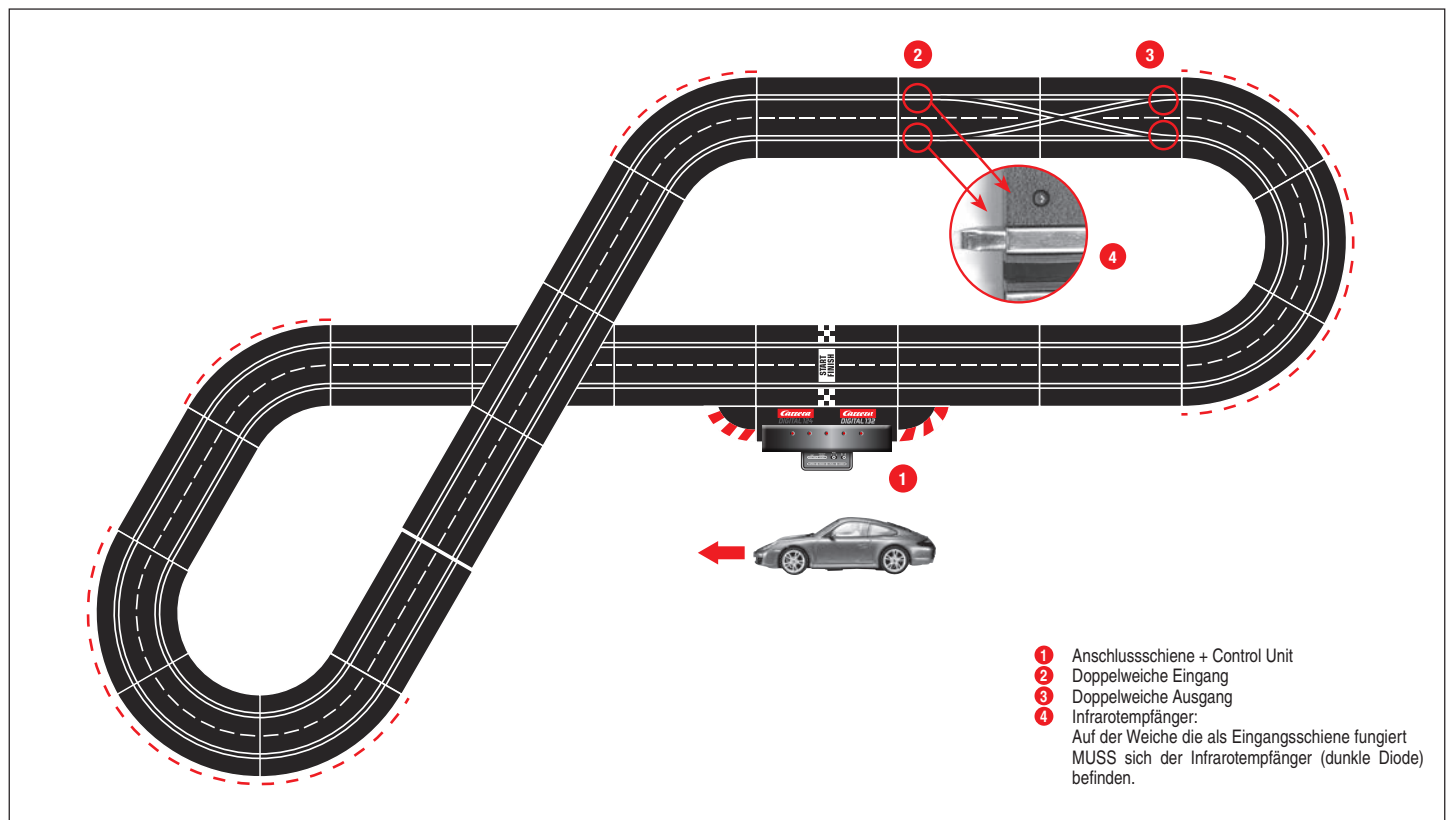 2
3
4
START
FINISH
Carrera
DIGITAL 124
Carrera
DIGITAL 132
1
1 Anschlussschiene + Control Unit
2 Doppelweiche Eingang
3 Doppelweiche Ausgang
4 Infrarotempfänger:
Auf der Weiche die als Eingangsschiene fungiert
MUSS sich der Infrarotempfänger (dunkle Diode)
befinden.